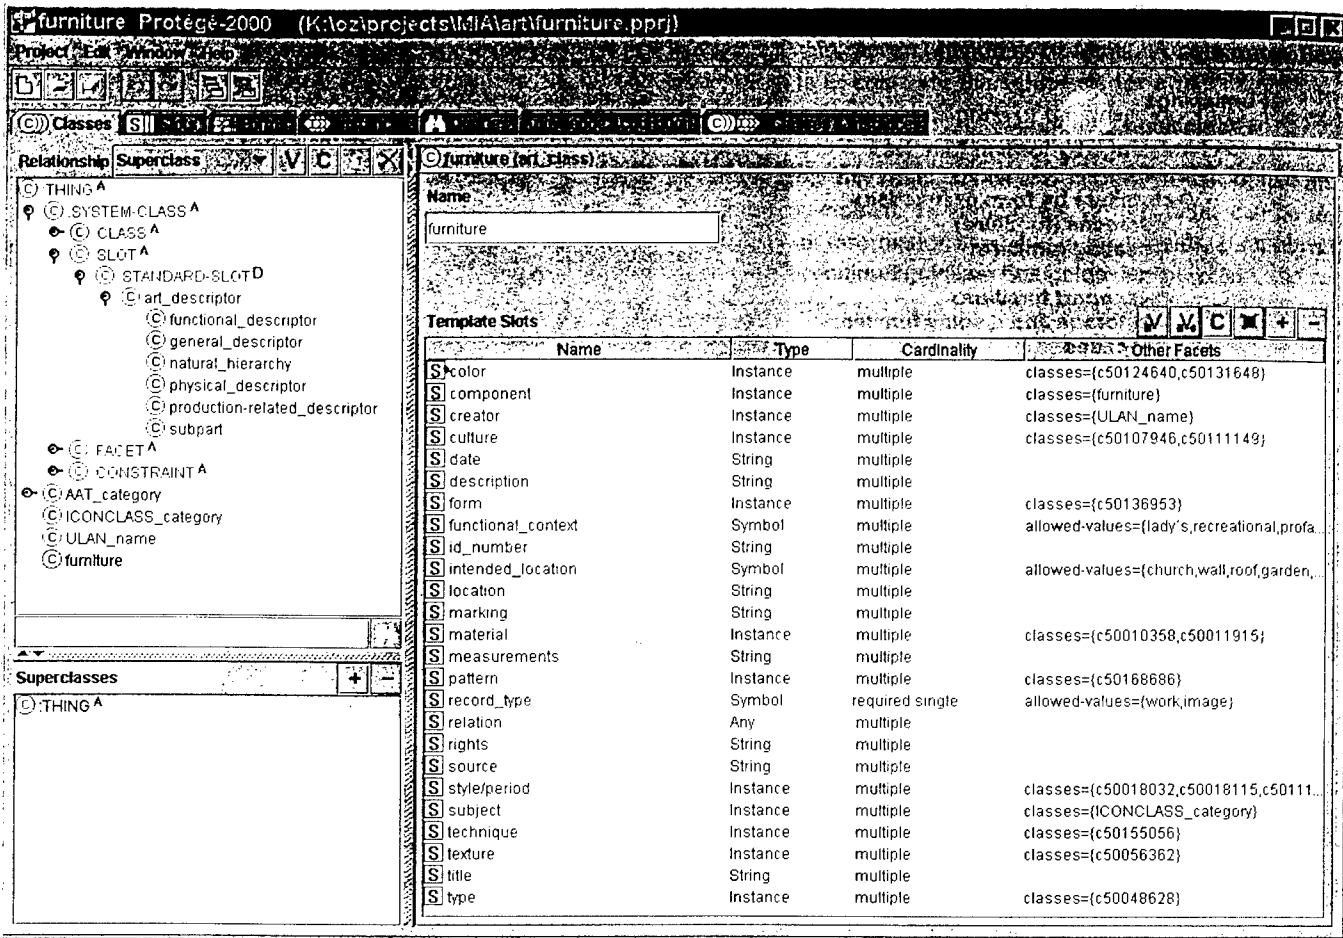 furniture Protégé-2000 (K:\oz\projects\MIA\art\furniture.pprj)
Project Edit Window Help
Classes
Relationship Superclass V C
THING A
SYSTEM-CLASS A
CLASS A
SLOT A
STANDARD-SLOT D
art_descriptor
functional_descriptor
general_descriptor
natural_hierarchy
physical_descriptor
production-related_descriptor
subpart
FACET A
CONSTRAINT A
AAT_category
ICONCLASS_category
ULAN_name
furniture
Superclasses + -
:THING A
furniture (art_class)
Name
furniture
Template Slots V V C + -
Name Type Cardinality Other Facets
S color Instance multiple classes={c50124640,c50131648}
S component Instance multiple classes={furniture}
S creator Instance multiple classes={ULAN_name}
S culture Instance multiple classes={c50107946,c50111149}
S date String multiple
S description String multiple
S form Instance multiple classes={c50136953}
S functional_context Symbol multiple allowed-values={lady's,recreational,profa...
S id_number String multiple
S intended_location Symbol multiple allowed-values={church,wall,roof,garden,...
S location String multiple
S marking String multiple
S material Instance multiple classes={c50010358,c50011915}
S measurements String multiple
S pattern Instance multiple classes={c50168686}
S record_type Symbol required single allowed-values={work,image}
S relation Any multiple
S rights String multiple
S source String multiple
S style/period Instance multiple classes={c50018032,c50018115,c50111...
S subject Instance multiple classes={ICONCLASS_category}
S technique Instance multiple classes={c50155056}
S texture Instance multiple classes={c50056362}
S title String multiple
S type Instance multiple classes={c50048628}